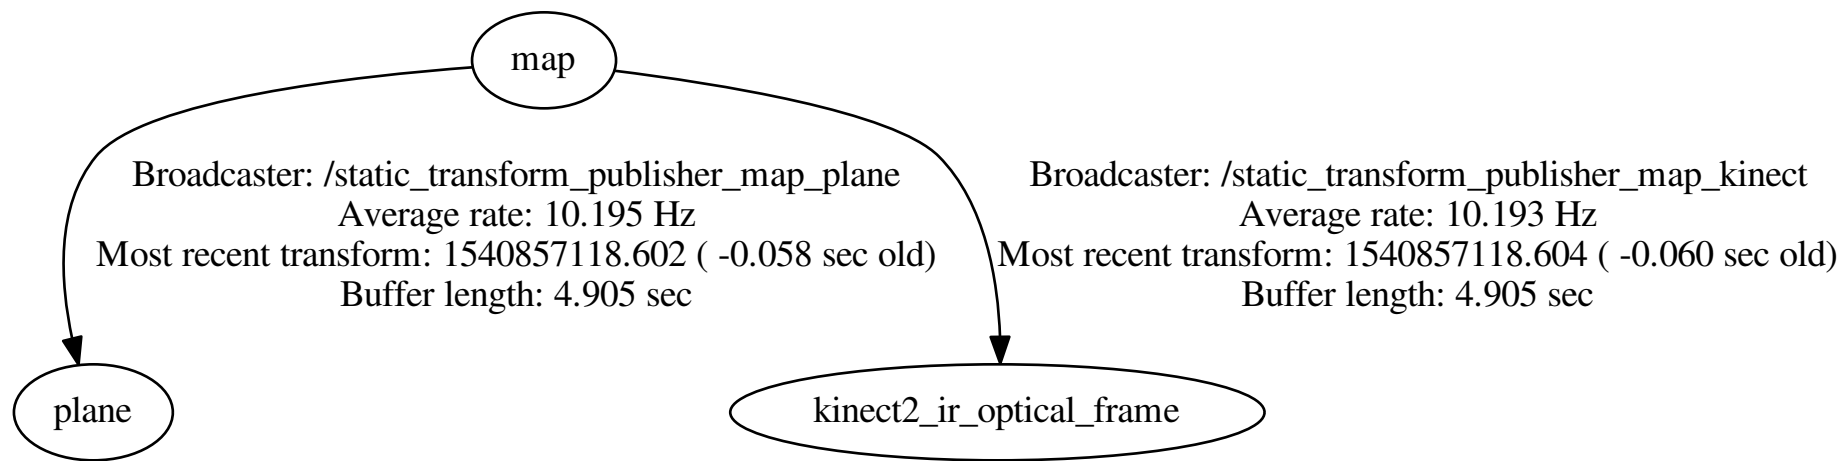 map
Broadcaster: /static_transform_publisher_map_plane
Average rate: 10.195 Hz
Most recent transform: 1540857118.602 ( -0.058 sec old)
Buffer length: 4.905 sec
Broadcaster: /static_transform_publisher_map_kinect
Average rate: 10.193 Hz
Most recent transform: 1540857118.604 ( -0.060 sec old)
Buffer length: 4.905 sec
plane
kinect2_ir_optical_frame